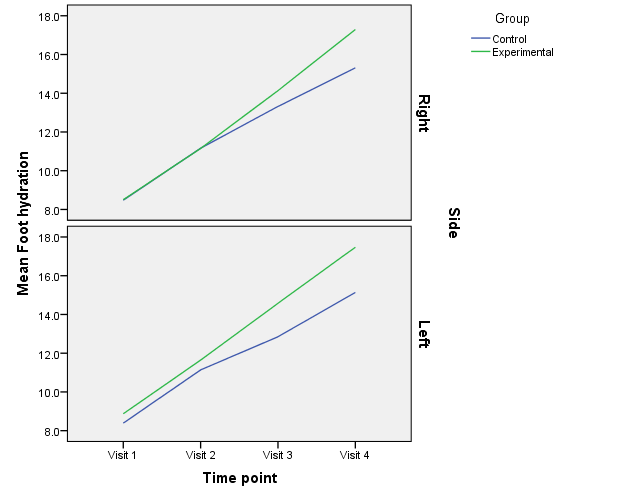 Group
Control
Experimental
Mean Foot hydration
18.0
16.0
14.0
12.0
10.0
8.0
Right
18.0
16.0
14.0
12.0
10.0
8.0
Left
Side
Visit 1 Visit 2 Visit 3 Visit 4
Time point